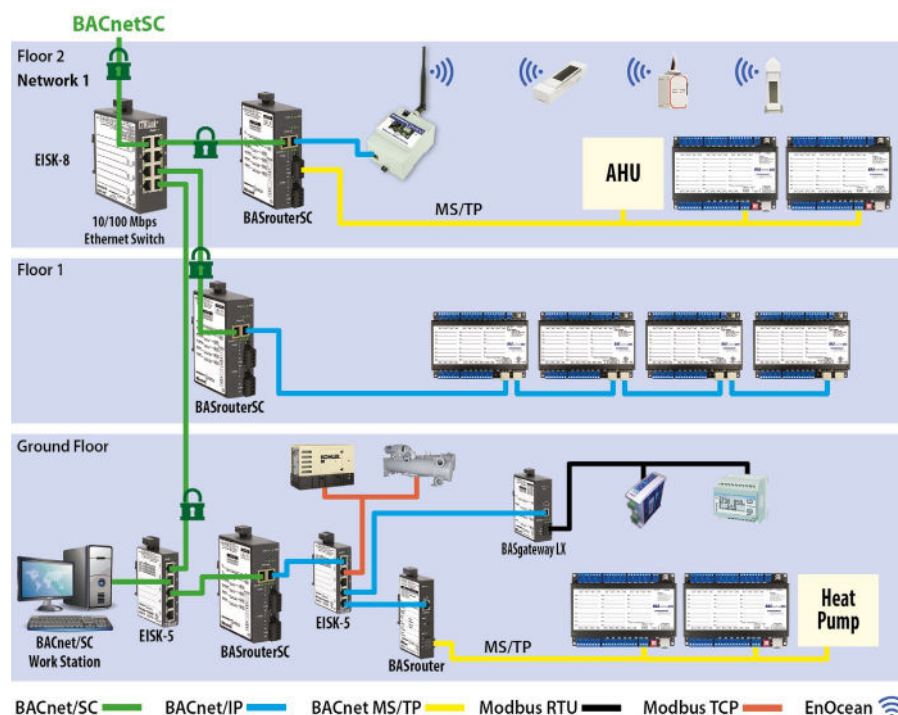 BACnetSC
Floor 2
Network 1
EISK-8
10/100 Mbps
Ethernet Switch
BASrouterSC
MS/TP
AHU
Floor 1
BASrouterSC
Ground Floor
KOHLER
BASgateway LX
BACnet/SC
Work Station
EISK-5
BASrouterSC
EISK-5
BASrouter
MS/TP
Heat
Pump
BACnet/SC
BACnet/IP
BACnet MS/TP
Modbus RTU
Modbus TCP
EnOcean